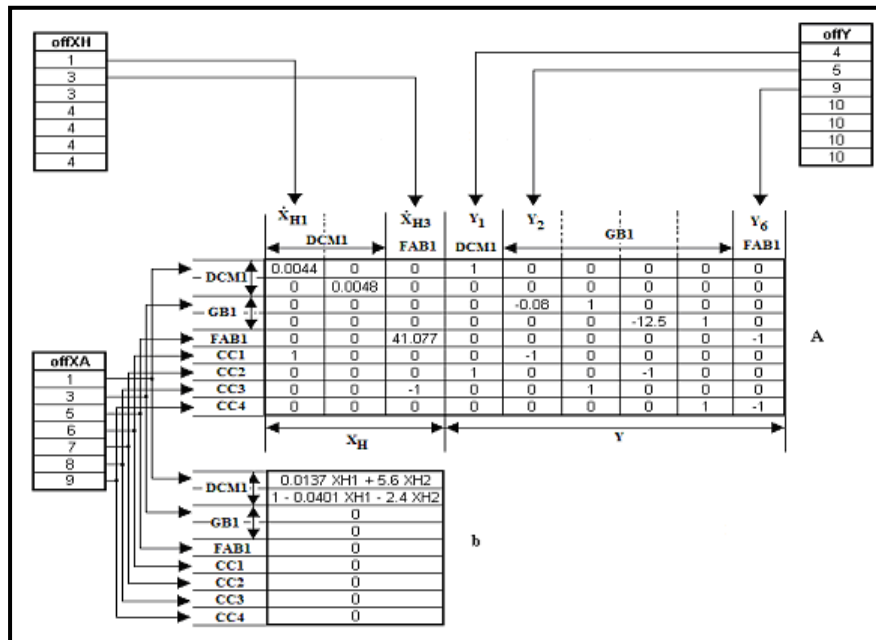 offXH
1
3
3
4
4
4
4
offY
4
5
9
10
10
10
10
ẊH1 ẊH3 Y1 Y2 Y6
DCM1 FAB1 DCM1 GB1 FAB1
DCM1 0.0044 0 0 1 0 0 0 0 0
0 0.0048 0 0 0 0 0 0 0
GB1 0 0 0 0 -0.08 1 0 0 0
0 0 0 0 0 0 -12.5 1 0
FAB1 0 0 41.077 0 0 0 0 0 -1
CC1 1 0 0 0 -1 0 0 0 0
CC2 0 0 0 1 0 0 -1 0 0
CC3 0 0 -1 0 0 1 0 0 0
CC4 0 0 0 0 0 0 0 1 -1
A
XH Y
offXA
1
3
5
6
7
8
9
DCM1 0.0137 XH1 + 5.6 XH2
1 - 0.0401 XH1 - 2.4 XH2
GB1 0
0
FAB1 0
CC1 0
CC2 0
CC3 0
CC4 0
b